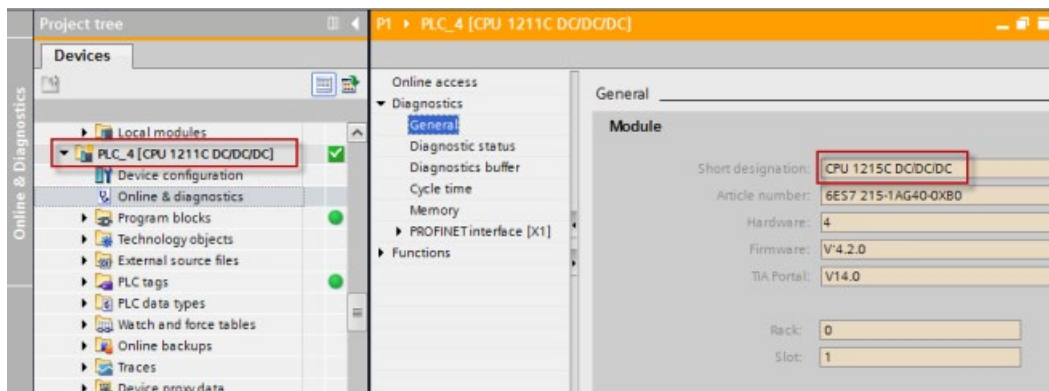 Project tree
P1 ▸ PLC_4 [CPU 1211C DC/DC/DC]
Devices
Online & Diagnostics
Local modules
PLC_4 [CPU 1211C DC/DC/DC]
Device configuration
Online & diagnostics
Program blocks
Technology objects
External source files
PLC tags
PLC data types
Watch and force tables
Online backups
Traces
Device proxy data
Online access
Diagnostics
General
Diagnostic status
Diagnostics buffer
Cycle time
Memory
PROFINET interface [X1]
Functions
General
Module
Short designation: CPU 1215C DC/DC/DC
Article number: 6ES7 215-1AG40-0XB0
Hardware: 4
Firmware: V4.2.0
TIA Portal: V14.0
Rack: 0
Slot: 1